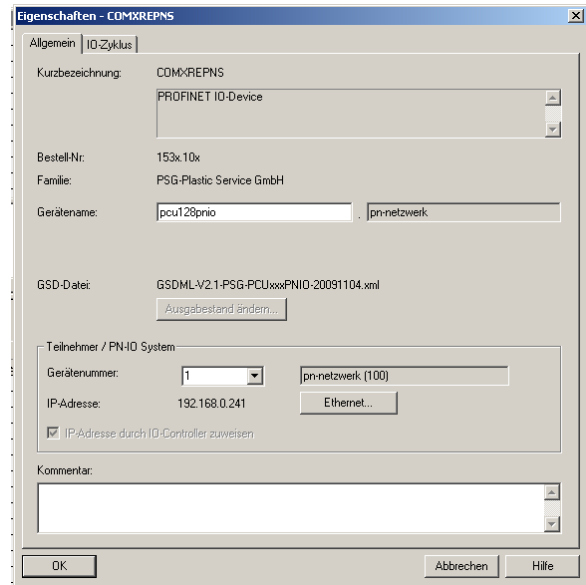 Eigenschaften - COMXREPNS
Allgemein IO-Zyklus
Kurzbezeichnung: COMXREPNS
PROFINET IO-Device
Bestell-Nr: 153x.10x
Familie: PSG-Plastic Service GmbH
Gerätename: pcu128pnio . pn-netzwerk
GSD-Datei: GSDML-V2.1-PSG-PCUxxxPNIO-20091104.xml
Ausgabestand ändern...
Teilnehmer / PN-IO System
Gerätenummer: 1 pn-netzwerk (100)
IP-Adresse: 192.168.0.241 Ethernet...
IP-Adresse durch IO-Controller zuweisen
Kommentar:
OK Abbrechen Hilfe